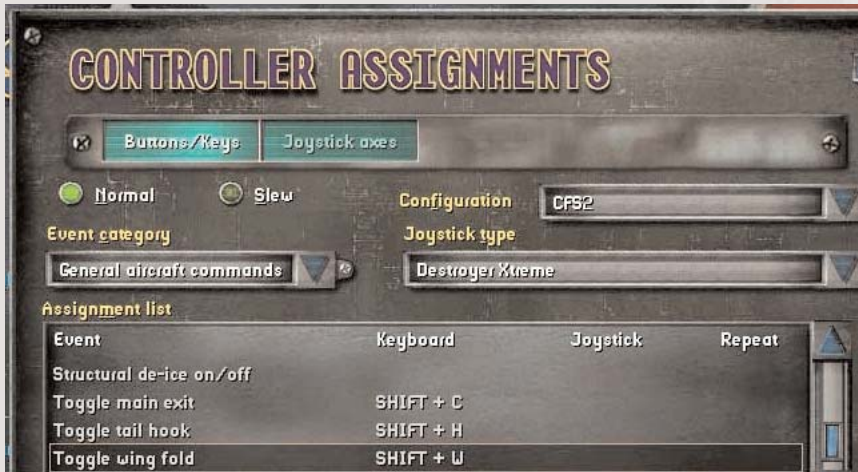 CONTROLLER ASSIGNMENTS
Buttons/Keys Joystick axes
Normal Slew
Configuration CFS2
Event category Joystick type
General aircraft commands Destroyer Xtreme
Assignment list
Event Keyboard Joystick Repeat
Structural de-ice on/off
Toggle main exit SHIFT + C
Toggle tail hook SHIFT + H
Toggle wing fold SHIFT + W